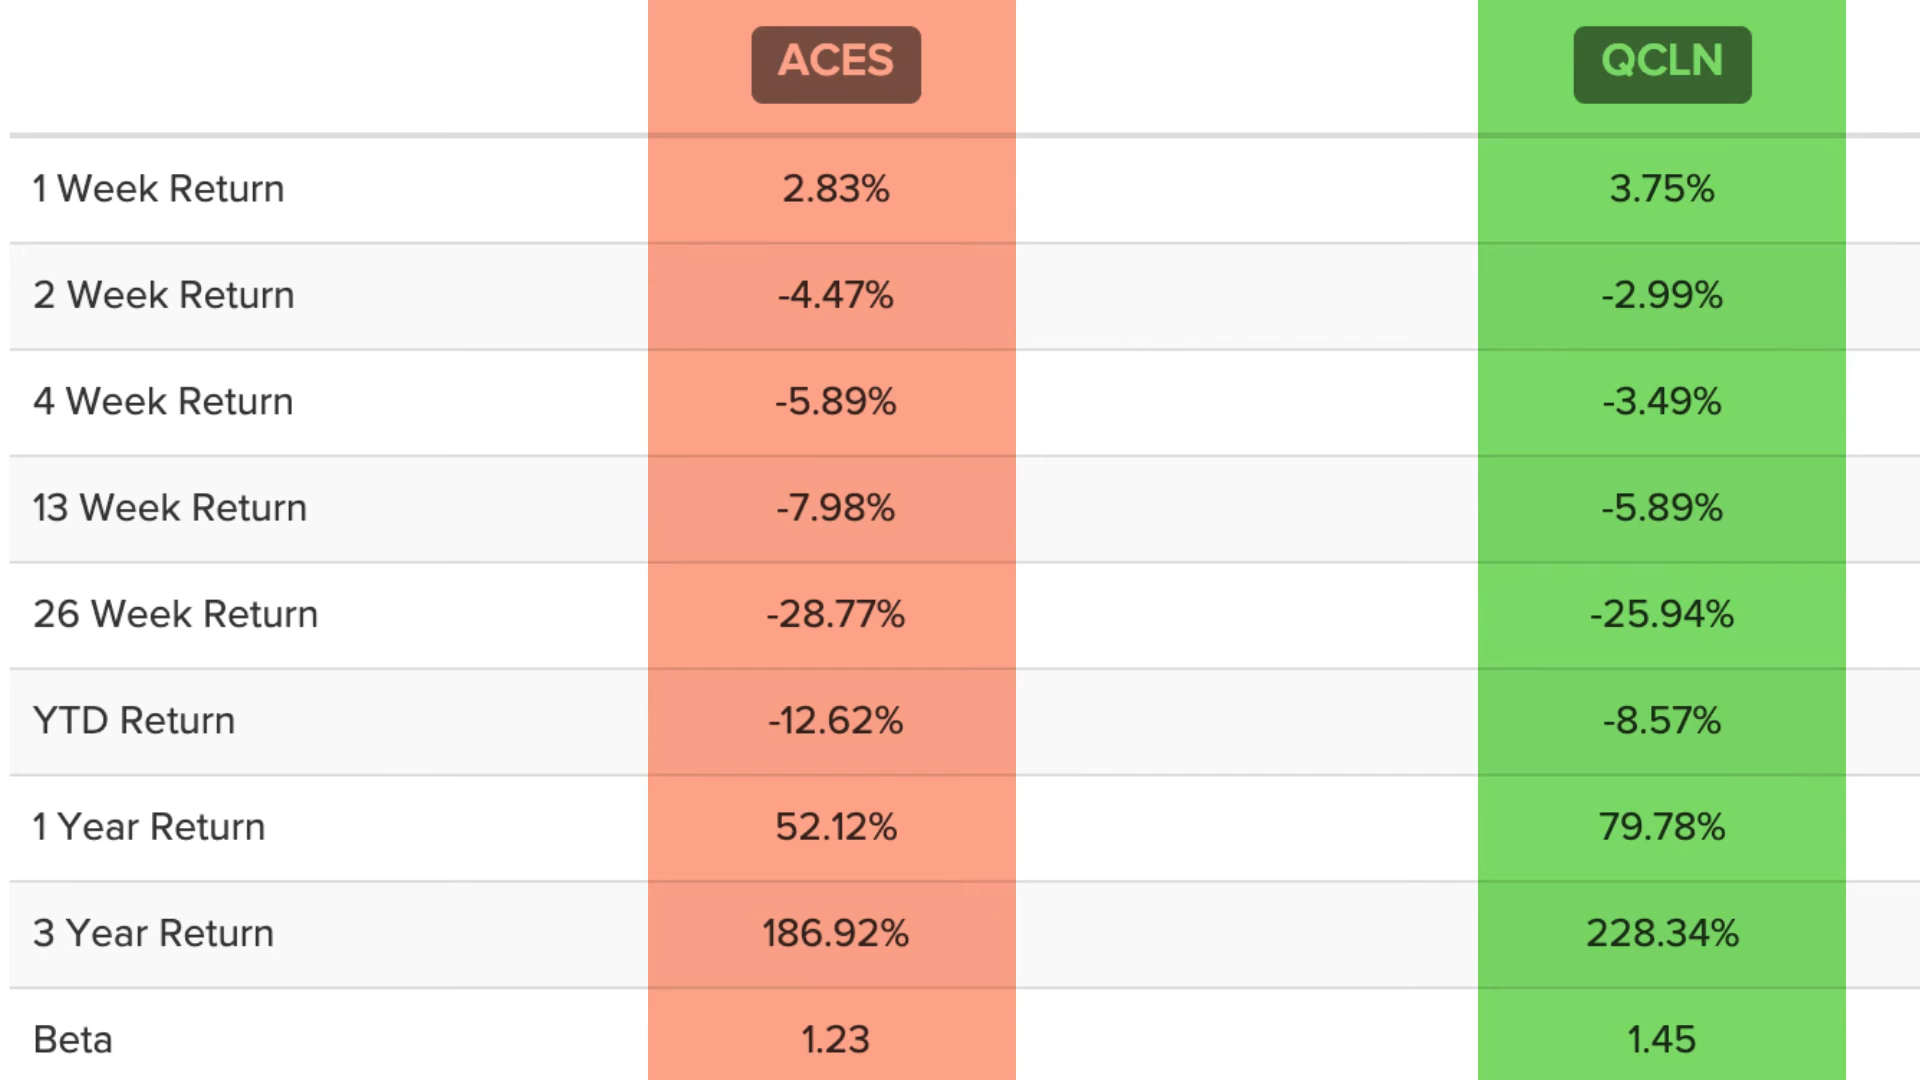 ACES QCLN
1 Week Return 2.83% 3.75%
2 Week Return -4.47% -2.99%
4 Week Return -5.89% -3.49%
13 Week Return -7.98% -5.89%
26 Week Return -28.77% -25.94%
YTD Return -12.62% -8.57%
1 Year Return 52.12% 79.78%
3 Year Return 186.92% 228.34%
Beta 1.23 1.45